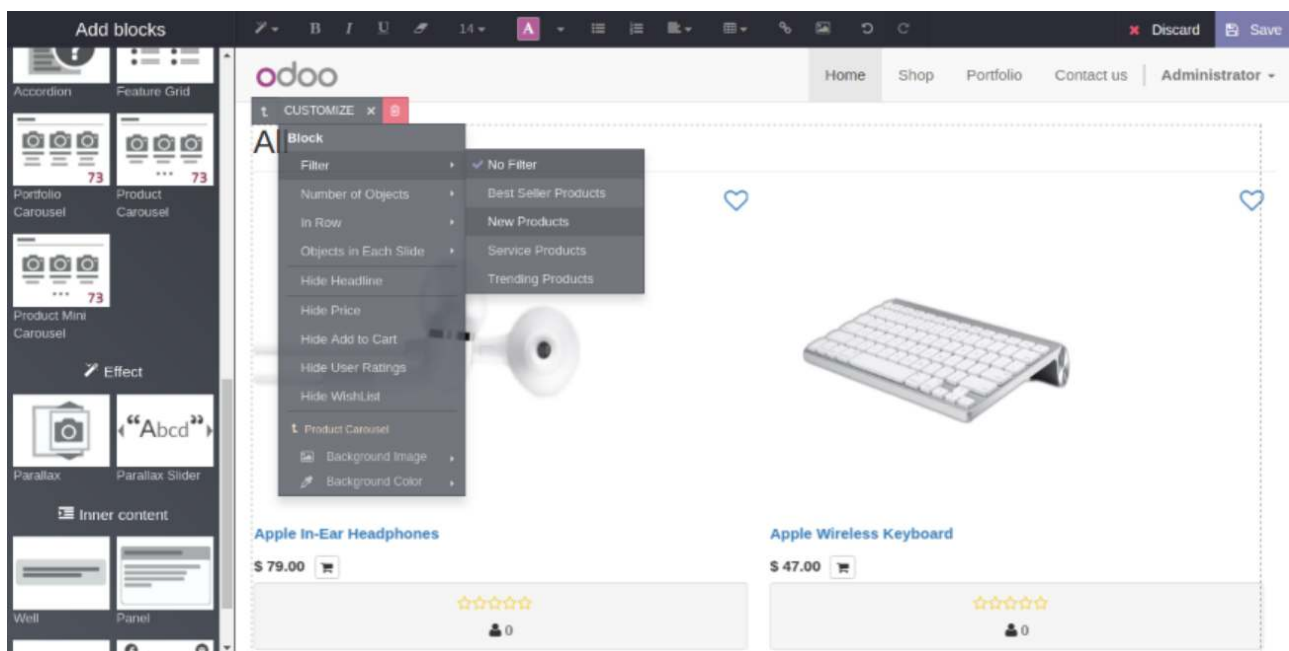 Add blocks
B I U 14 A
Discard Save
Accordion Feature Grid
73 73
Portfolio Carousel Product Carousel
73
Product Mini Carousel
Effect
“Abcd”
Parallax Parallax Slider
Inner content
Well Panel
odoo
Home Shop Portfolio Contact us Administrator
CUSTOMIZE ×
All
Block
Filter
Number of Objects
In Row
Objects in Each Slide
Hide Headline
Hide Price
Hide Add to Cart
Hide User Ratings
Hide WishList
Product Carousel
Background Image
Background Color
No Filter
Best Seller Products
New Products
Service Products
Trending Products
Apple In-Ear Headphones
$ 79.00
0
Apple Wireless Keyboard
$ 47.00
0